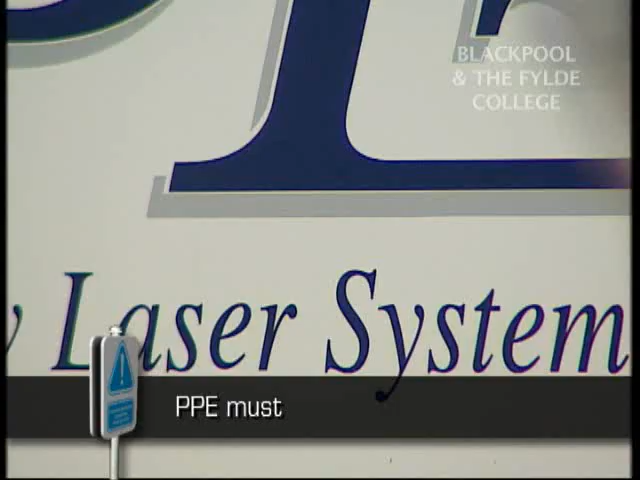 BLACKPOOL
& THE FYLDE
COLLEGE
y Laser System
PPE must